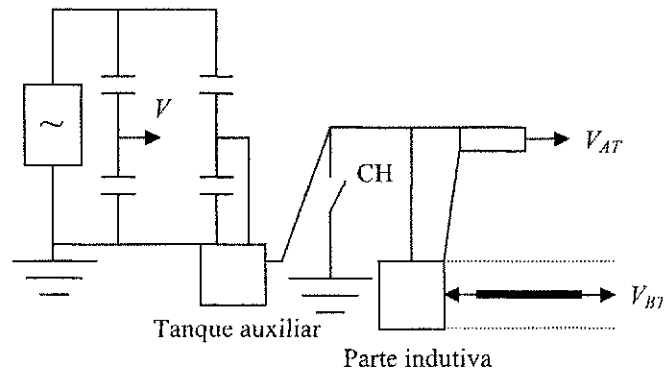 ~
V
V_AT
CH
V_BT
Tanque auxiliar
Parte indutiva